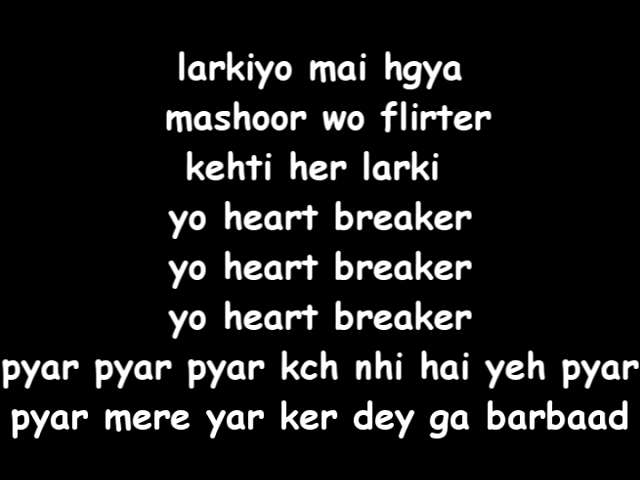 larkiyo mai hgya
mashoor wo flirter
kehti her larki
yo heart breaker
yo heart breaker
yo heart breaker
pyar pyar pyar kch nhi hai yeh pyar
pyar mere yar ker dey ga barbaad